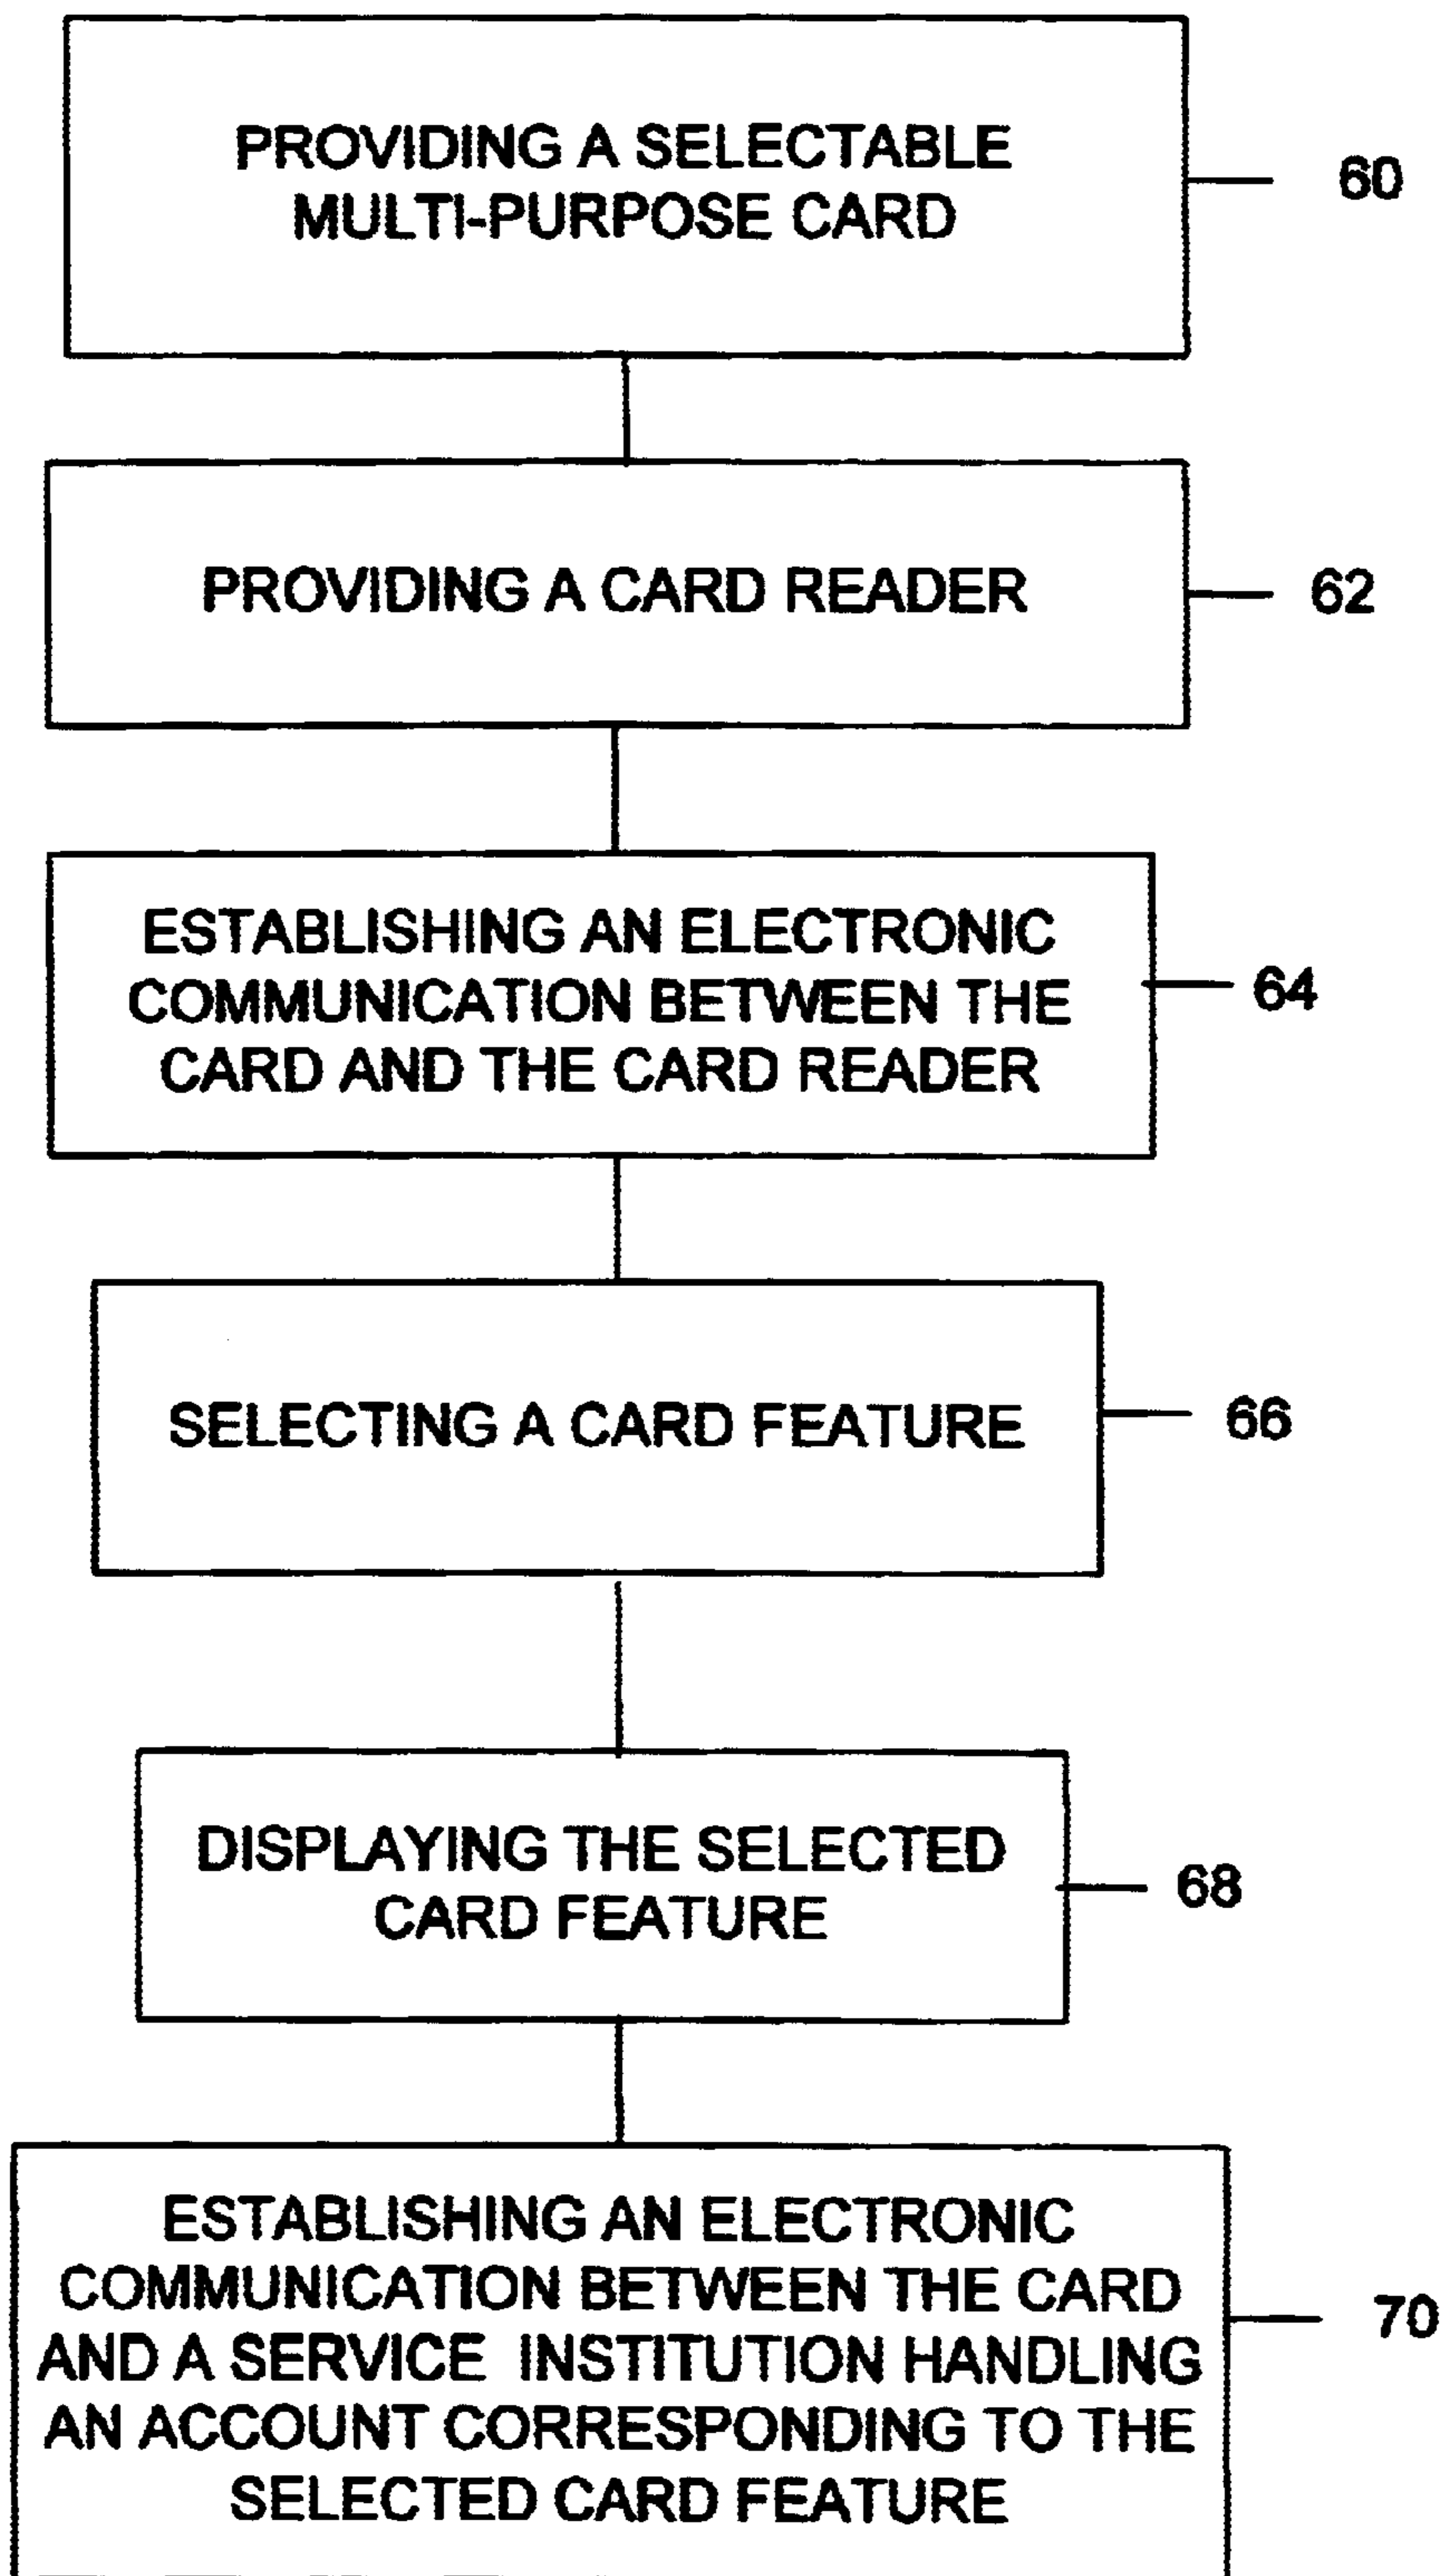 PROVIDING A SELECTABLE
MULTI-PURPOSE CARD
60
PROVIDING A CARD READER
62
ESTABLISHING AN ELECTRONIC
COMMUNICATION BETWEEN THE
CARD AND THE CARD READER
64
SELECTING A CARD FEATURE
66
DISPLAYING THE SELECTED
CARD FEATURE
68
ESTABLISHING AN ELECTRONIC
COMMUNICATION BETWEEN THE CARD
AND A SERVICE INSTITUTION HANDLING
AN ACCOUNT CORRESPONDING TO THE
SELECTED CARD FEATURE
70